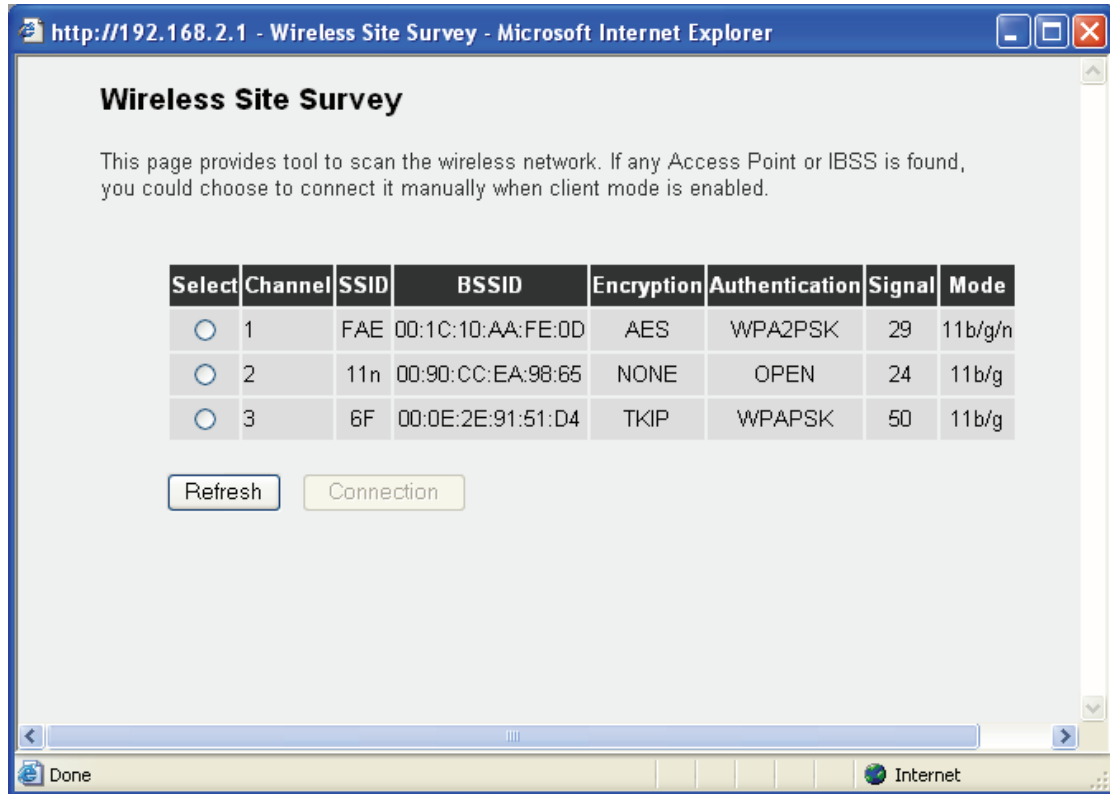 http://192.168.2.1 - Wireless Site Survey - Microsoft Internet Explorer
Wireless Site Survey
This page provides tool to scan the wireless network. If any Access Point or IBSS is found,
you could choose to connect it manually when client mode is enabled.
Select Channel SSID BSSID Encryption Authentication Signal Mode
1 FAE 00:1C:10:AA:FE:0D AES WPA2PSK 29 11b/g/n
2 11n 00:90:CC:EA:98:65 NONE OPEN 24 11b/g
3 6F 00:0E:2E:91:51:D4 TKIP WPAPSK 50 11b/g
Refresh Connection
Done Internet